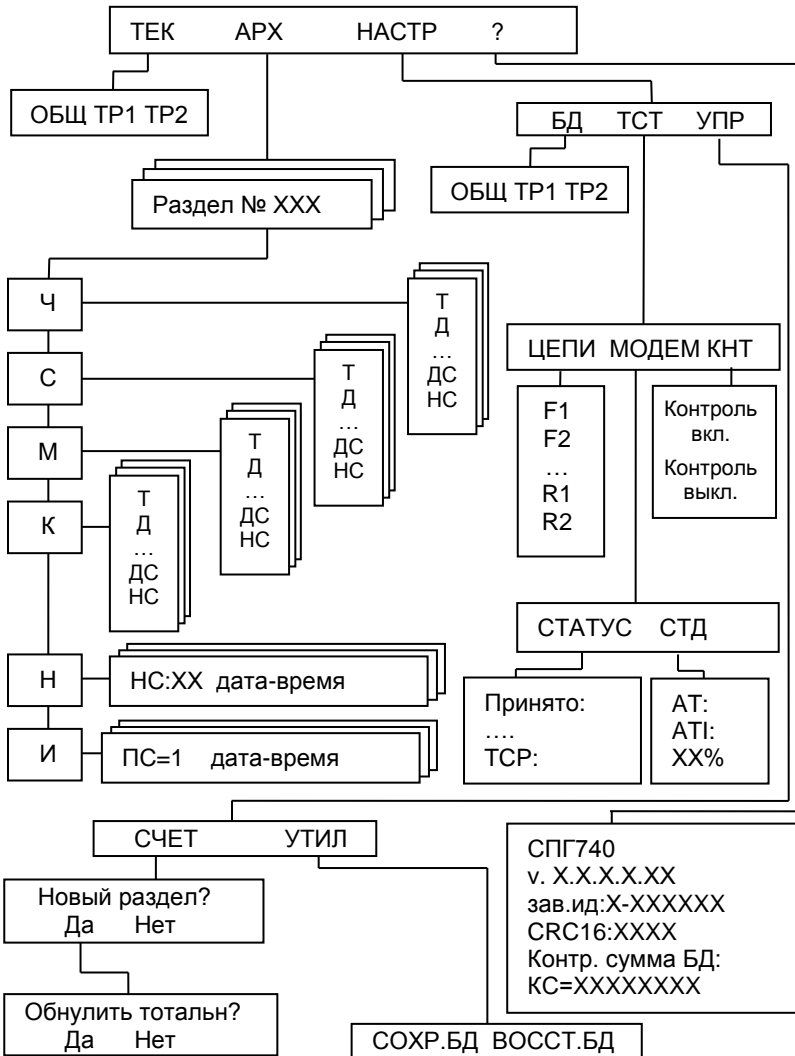 ТЕК АРХ НАСТР ?
ОБЩ ТР1 ТР2
БД ТСТ УПР
ОБЩ ТР1 ТР2
Раздел № ХХХ
Ч
Т
Д
…
ДС
НС
С
Т
Д
…
ДС
НС
М
Т
Д
…
ДС
НС
К
Т
Д
…
ДС
НС
ЦЕПИ МОДЕМ КНТ
F1
F2
…
R1
R2
Контроль
вкл.
Контроль
выкл.
СТАТУС СТД
Принято:
....
TCP:
AT:
ATI:
XX%
Н
НС:ХХ дата-время
И
ПС=1 дата-время
СЧЕТ УТИЛ
Новый раздел?
Да Нет
Обнулить тотальн?
Да Нет
СОХР.БД ВОССТ.БД
СПГ740
v. X.X.X.X.XX
зав.ид:Х-ХХХХХХ
CRC16:XXXX
Контр. сумма БД:
КС=ХХХХХХХХ